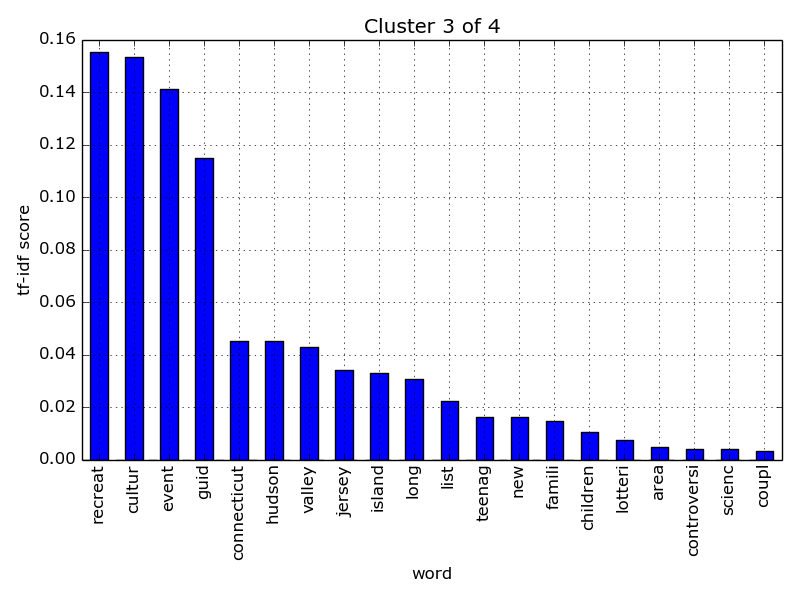 Cluster 3 of 4
tf-idf score
0.16
0.14
0.12
0.10
0.08
0.06
0.04
0.02
0.00
recreat
cultur
event
guid
connecticut
hudson
valley
jersey
island
long
list
teenag
new
famili
children
lotteri
area
controversi
scienc
coupl
word